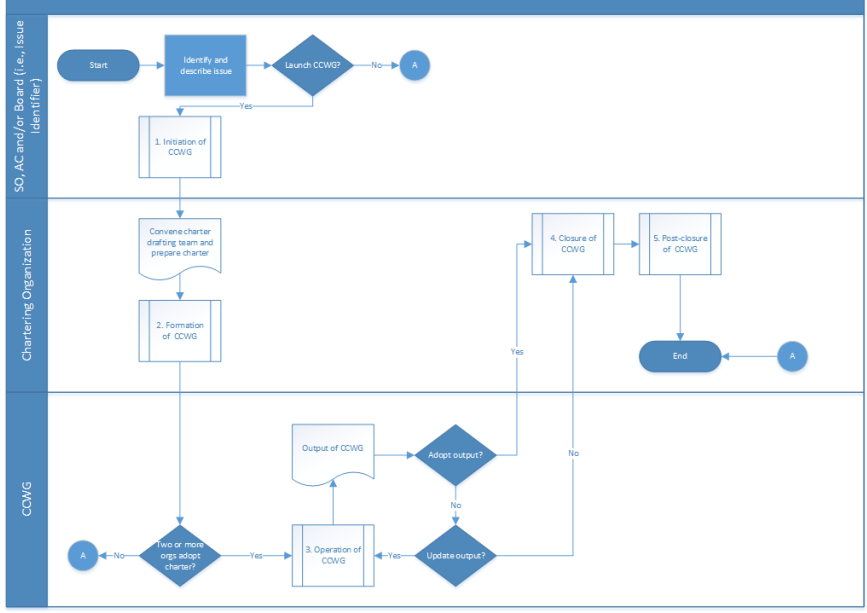 SO, AC and/or Board (i.e., Issue
Identifier)
Start
Identify and
describe issue
Launch CCWG?
No
A
Yes
1. Initiation of
CCWG
Chartering Organization
Convene charter
drafting team and
prepare charter
2. Formation
of CCWG
4. Closure of
CCWG
5. Post-closure
of CCWG
Yes
End
A
CCWG
Output of CCWG
Adopt output?
No
No
A
No
Two or more
orgs adopt
charter?
Yes
3. Operation of
CCWG
Yes
Update output?